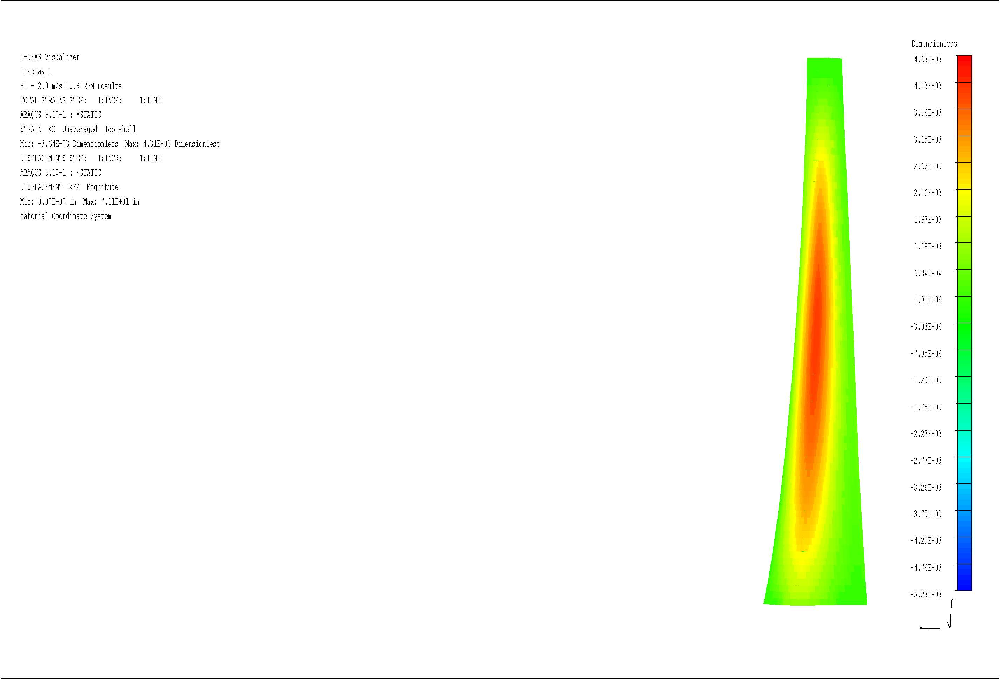 I-DEAS Visualizer
Display 1
B1 - 2.0 m/s 10.9 RPM results
TOTAL STRAINS STEP:   1;INCR:     1;TIME
ABAQUS 6.10-1 : *STATIC
STRAIN  XX  Unaveraged  Top shell
Min: -3.64E-03 Dimensionless  Max: 4.31E-03 Dimensionless
DISPLACEMENTS STEP:   1;INCR:     1;TIME
ABAQUS 6.10-1 : *STATIC
DISPLACEMENT  XYZ  Magnitude
Min: 0.00E+00 in  Max: 7.11E+01 in
Material Coordinate System
Dimensionless
4.63E-03
4.13E-03
3.64E-03
3.15E-03
2.66E-03
2.16E-03
1.67E-03
1.18E-03
6.84E-04
1.91E-04
-3.02E-04
-7.95E-04
-1.29E-03
-1.78E-03
-2.27E-03
-2.77E-03
-3.26E-03
-3.75E-03
-4.25E-03
-4.74E-03
-5.23E-03